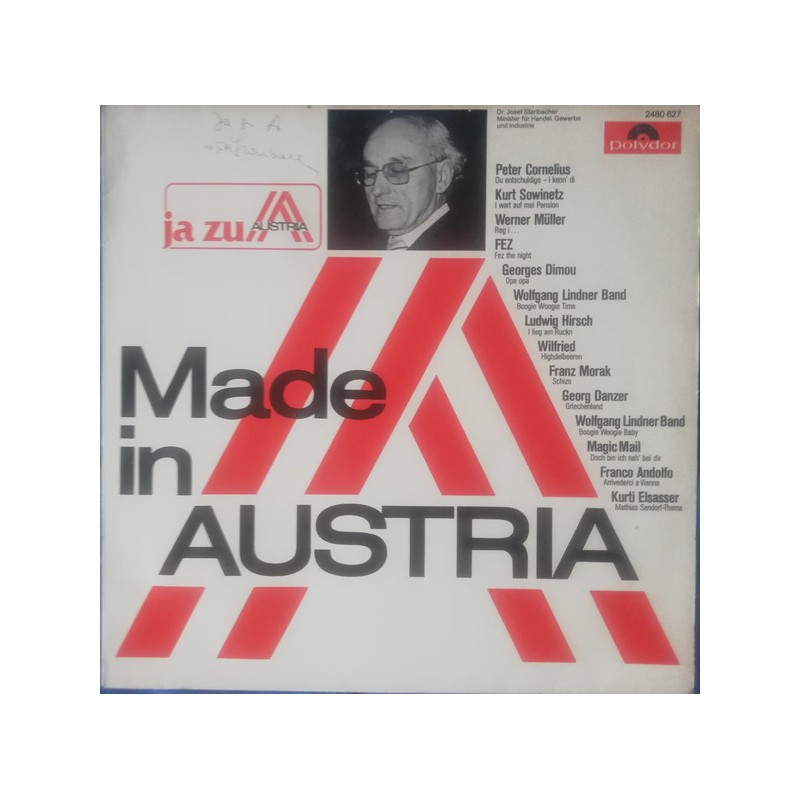 Dr. Josef Staribacher
Minister für Handel, Gewerbe
und Industrie
2480 627
Polydor
ja zu AUSTRIA
Peter Cornelius
Du entschuldige – i kenn' di
Kurt Sowinetz
I wart auf mei Pension
Werner Müller
Reg i...
FEZ
Fez the night
Georges Dimou
Opa opa
Wolfgang Lindner Band
Boogie Woogie Time
Ludwig Hirsch
I lieg am Ruckn
Wilfried
Highdelbeeren
Franz Morak
Schizo
Georg Danzer
Griechenland
Wolfgang Lindner Band
Boogie Woogie Baby
Magic Mail
Doch bin ich nah' bei dir
Franco Andolfo
Arrivederci a Vienna
Kurti Elsasser
Mathias Sandorf-Thema
Made
in
AUSTRIA